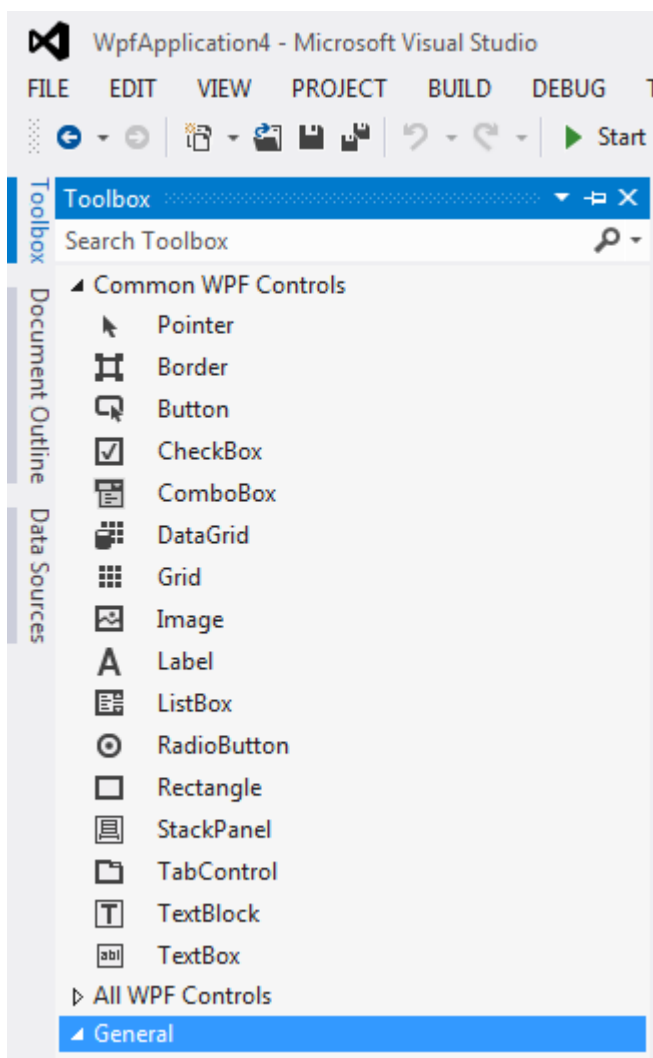 WpfApplication4 - Microsoft Visual Studio
FILE EDIT VIEW PROJECT BUILD DEBUG
Start
Toolbox
Document Outline
Data Sources
Toolbox
Search Toolbox
Common WPF Controls
Pointer
Border
Button
CheckBox
ComboBox
DataGrid
Grid
Image
A Label
ListBox
RadioButton
Rectangle
StackPanel
TabControl
T TextBlock
abl TextBox
All WPF Controls
General